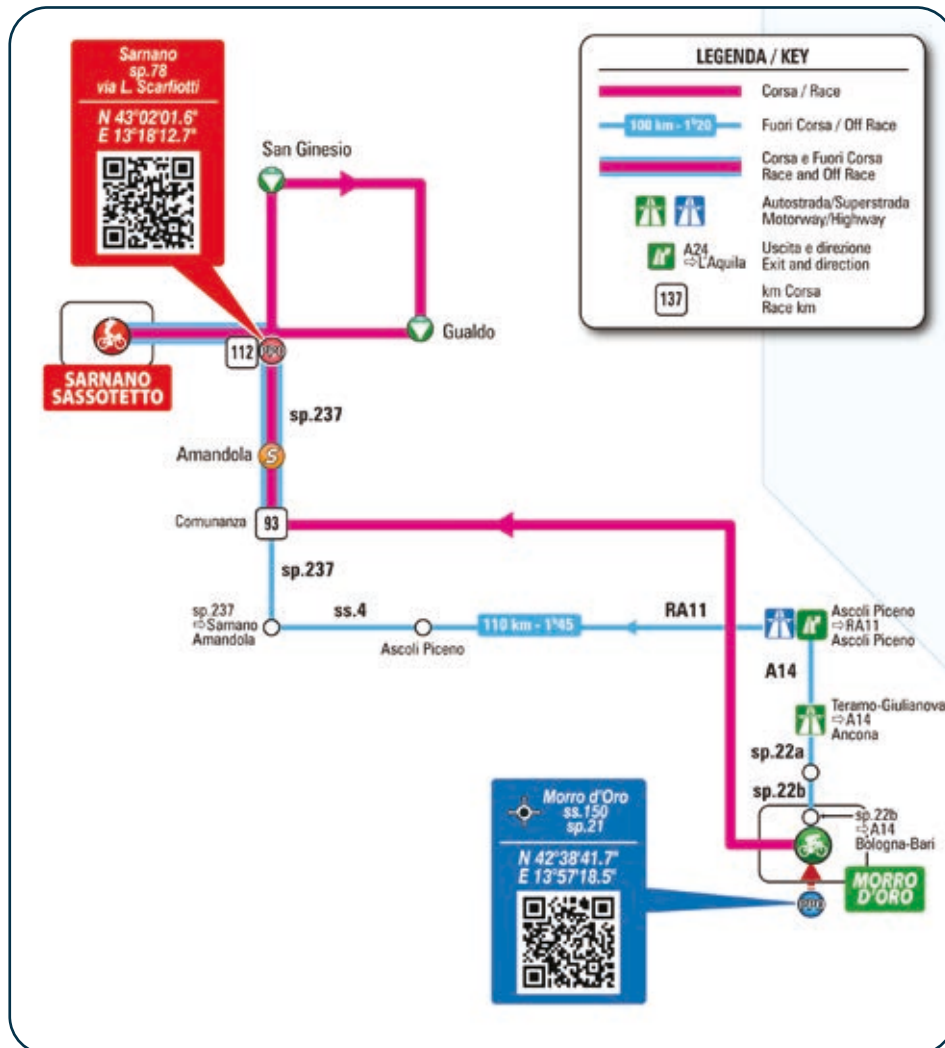 Sarnano
sp.78
via L. Scarfiotti
N 43°02'01.6"
E 13°18'12.7"
LEGENDA / KEY
Corsa / Race
100 km - 1h20
Fuori Corsa / Off Race
Corsa e Fuori Corsa
Race and Off Race
Autostrada/Superstrada
Motorway/Highway
A24
⇨L'Aquila
Uscita e direzione
Exit and direction
137
km Corsa
Race km
San Ginesio
Gualdo
112
PPO
SARNANO
SASSOTETTO
sp.237
Amandola
S
Comunanza
93
sp.237
sp.237
⇨Sarnano
Amandola
ss.4
Ascoli Piceno
110 km - 1h45
RA11
Ascoli Piceno
⇨RA11
Ascoli Piceno
A14
Teramo-Giulianova
⇨A14
Ancona
sp.22a
sp.22b
sp.22b
⇨A14
Bologna-Bari
MORRO
D'ORO
PPO
Morro d'Oro
ss.150
sp.21
N 42°38'41.7"
E 13°57'18.5"